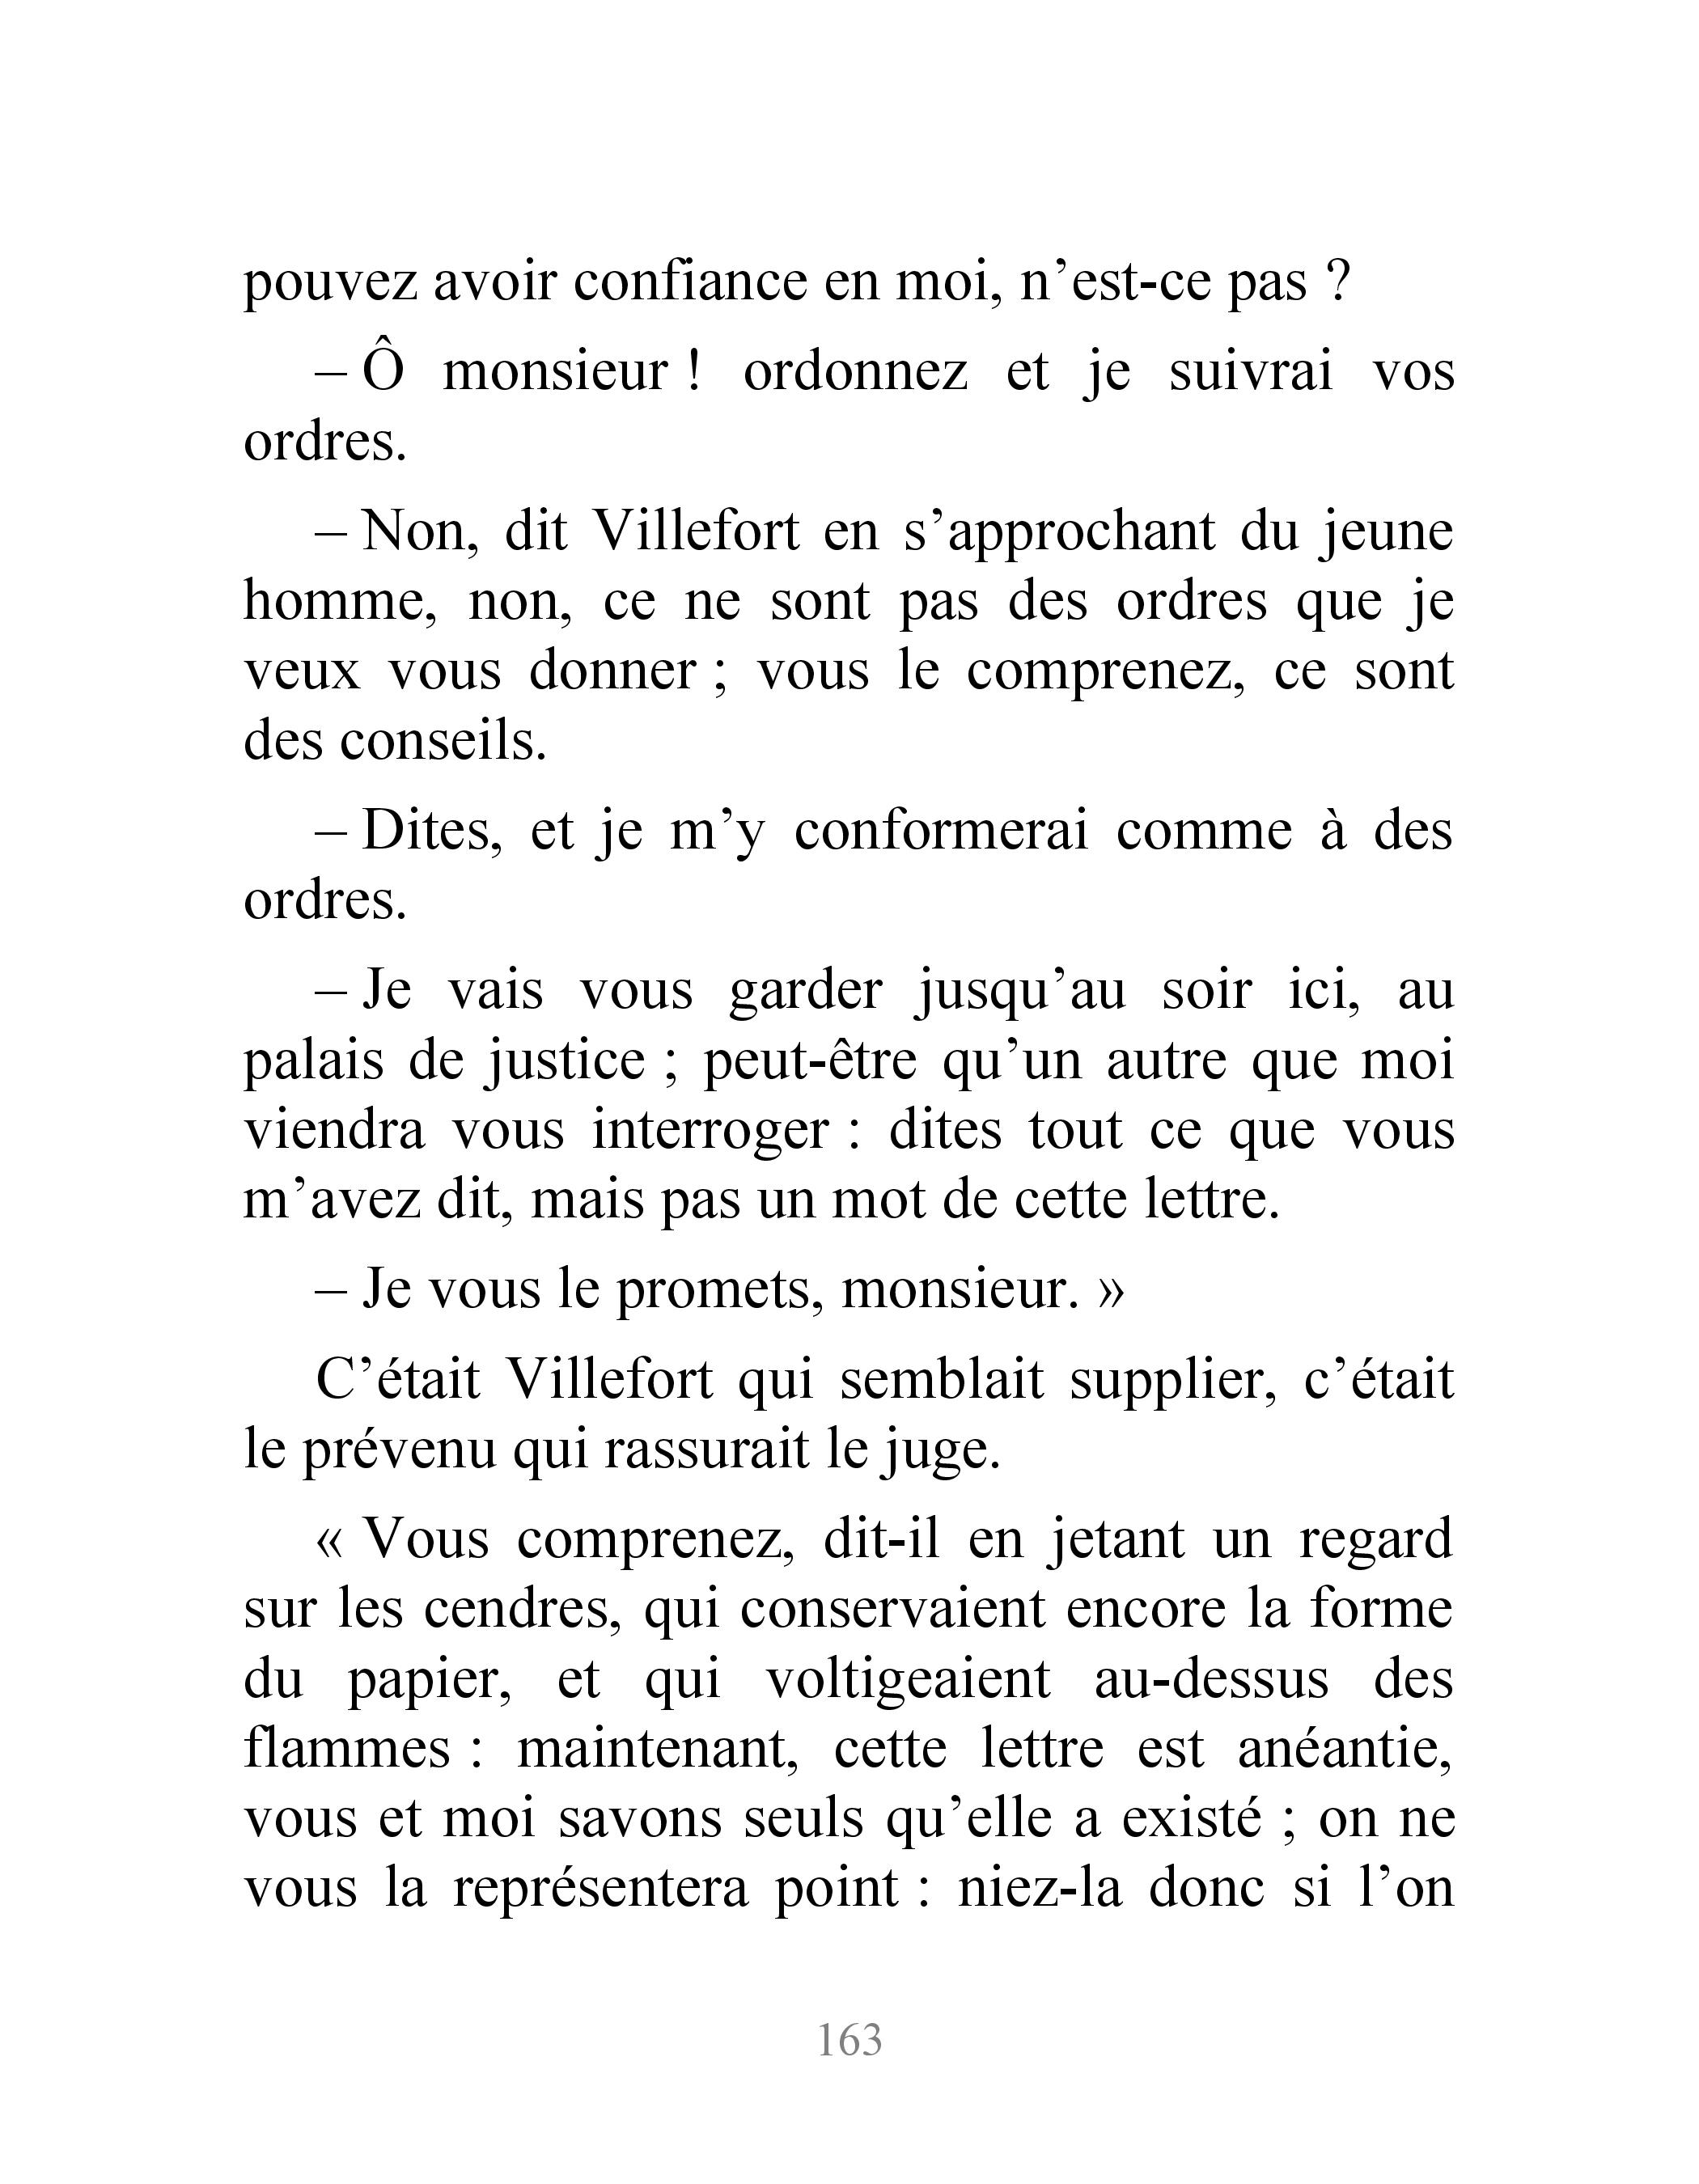 pouvez avoir confiance en moi, n’est-ce pas ?
– Ô monsieur ! ordonnez et je suivrai vos
ordres.
– Non, dit Villefort en s’approchant du jeune
homme, non, ce ne sont pas des ordres que je
veux vous donner ; vous le comprenez, ce sont
des conseils.
– Dites, et je m’y conformerai comme à des
ordres.
– Je vais vous garder jusqu’au soir ici, au
palais de justice ; peut-être qu’un autre que moi
viendra vous interroger : dites tout ce que vous
m’avez dit, mais pas un mot de cette lettre.
– Je vous le promets, monsieur. »
C’était Villefort qui semblait supplier, c’était
le prévenu qui rassurait le juge.
« Vous comprenez, dit-il en jetant un regard
sur les cendres, qui conservaient encore la forme
du papier, et qui voltigeaient au-dessus des
flammes : maintenant, cette lettre est anéantie,
vous et moi savons seuls qu’elle a existé ; on ne
vous la représentera point : niez-la donc si l’on
163